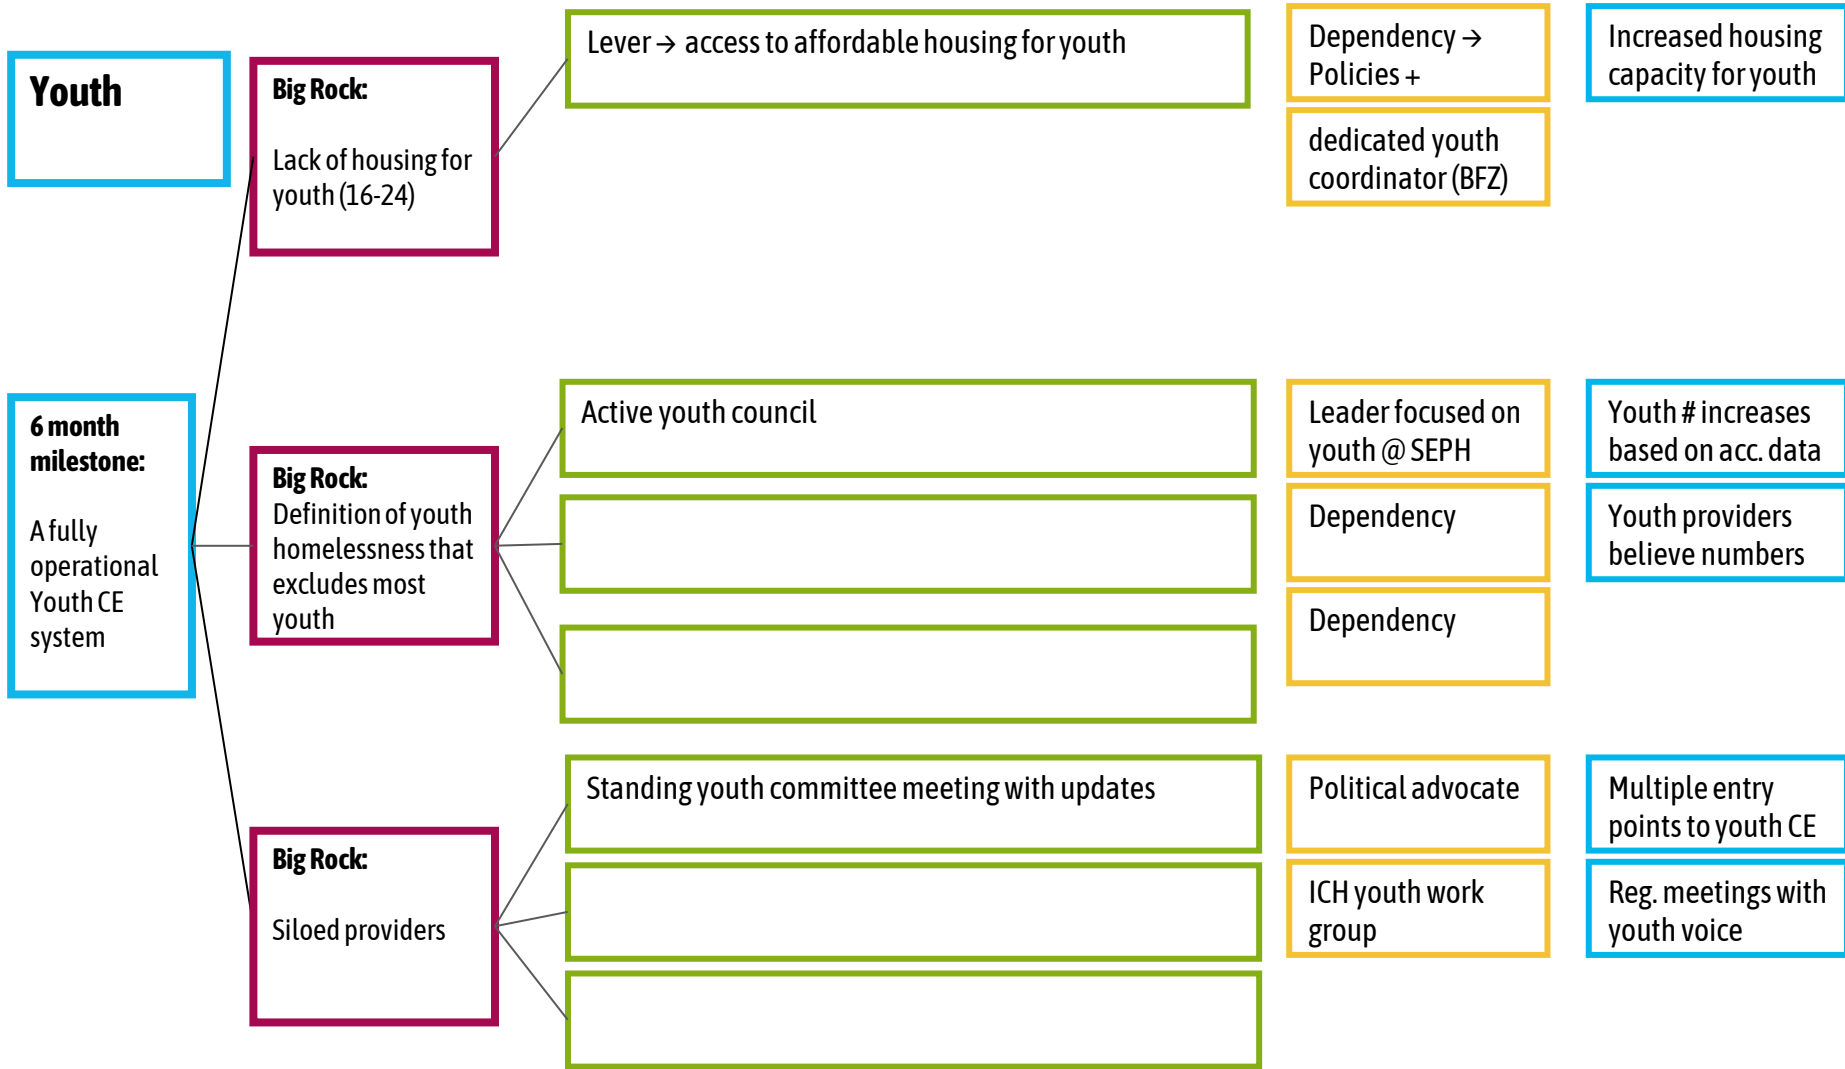 Youth
Big Rock:
Lack of housing for
youth (16-24)
Lever → access to affordable housing for youth
Dependency →
Policies +
dedicated youth
coordinator (BFZ)
Increased housing
capacity for youth
6 month
milestone:
A fully
operational
Youth CE
system
Big Rock:
Definition of youth
homelessness that
excludes most
youth
Active youth council
Leader focused on
youth @ SEPH
Dependency
Dependency
Youth # increases
based on acc. data
Youth providers
believe numbers
Big Rock:
Siloed providers
Standing youth committee meeting with updates
Political advocate
ICH youth work
group
Multiple entry
points to youth CE
Reg. meetings with
youth voice